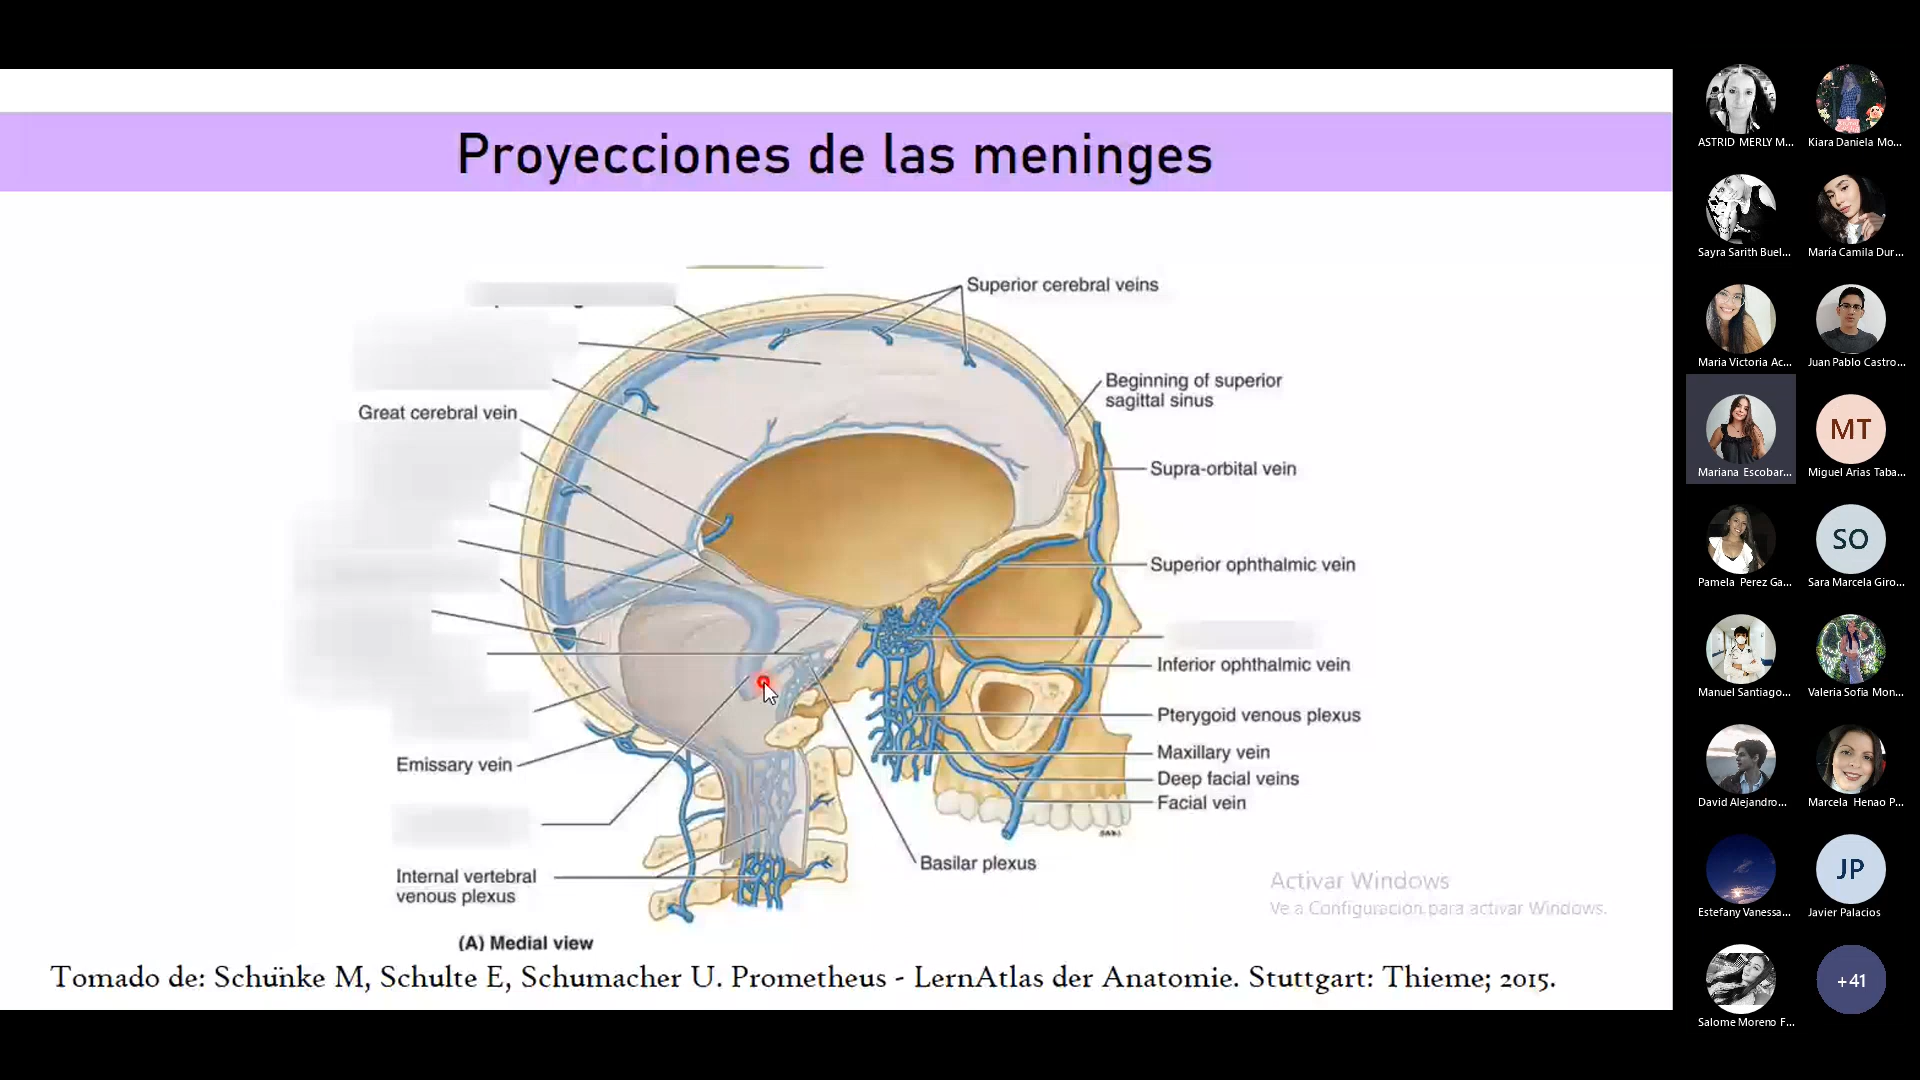 Proyecciones de las meninges
Superior cerebral veins
Beginning of superior
sagittal sinus
Great cerebral vein
Supra-orbital vein
Superior ophthalmic vein
Inferior ophthalmic vein
Pterygoid venous plexus
Maxillary vein
Deep facial veins
Facial vein
Emissary vein
Basilar plexus
Internal vertebral
venous plexus
(A) Medial view
Activar Windows
Ve a Configuración para activar Windows.
Tomado de: Schünke M, Schulte E, Schumacher U. Prometheus - LernAtlas der Anatomie. Stuttgart: Thieme; 2015.
ASTRID MERLY M...
Kiara Daniela Mo...
Sayra Sarith Buel...
María Camila Dur...
Maria Victoria Ac...
Juan Pablo Castro...
Mariana Escobar...
MT
Miguel Arias Taba...
Pamela Perez Ga...
SO
Sara Marcela Giro...
Manuel Santiago...
Valeria Sofia Mon...
David Alejandro...
Marcela Henao P...
Estefany Vanessa...
JP
Javier Palacios
Salome Moreno F...
+41